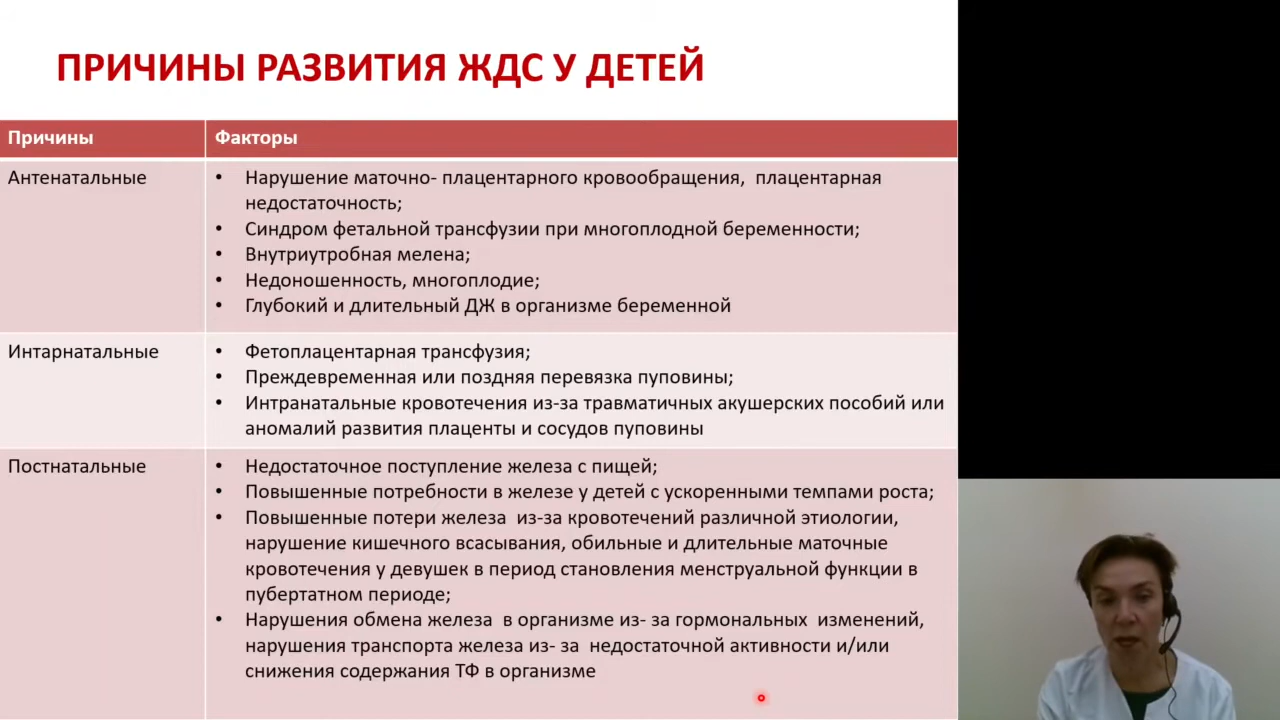 ПРИЧИНЫ РАЗВИТИЯ ЖДС У ДЕТЕЙ
Причины
Факторы
Антенатальные
• Нарушение маточно- плацентарного кровообращения, плацентарная
недостаточность;
• Синдром фетальной трансфузии при многоплодной беременности;
• Внутриутробная мелена;
• Недоношенность, многоплодие;
• Глубокий и длительный ДЖ в организме беременной
Интарнатальные
• Фетоплацентарная трансфузия;
• Преждевременная или поздняя перевязка пуповины;
• Интранатальные кровотечения из-за травматичных акушерских пособий или
аномалий развития плаценты и сосудов пуповины
Постнатальные
• Недостаточное поступление железа с пищей;
• Повышенные потребности в железе у детей с ускоренными темпами роста;
• Повышенные потери железа из-за кровотечений различной этиологии,
нарушение кишечного всасывания, обильные и длительные маточные
кровотечения у девушек в период становления менструальной функции в
пубертатном периоде;
• Нарушения обмена железа в организме из- за гормональных изменений,
нарушения транспорта железа из- за недостаточной активности и/или
снижения содержания ТФ в организме